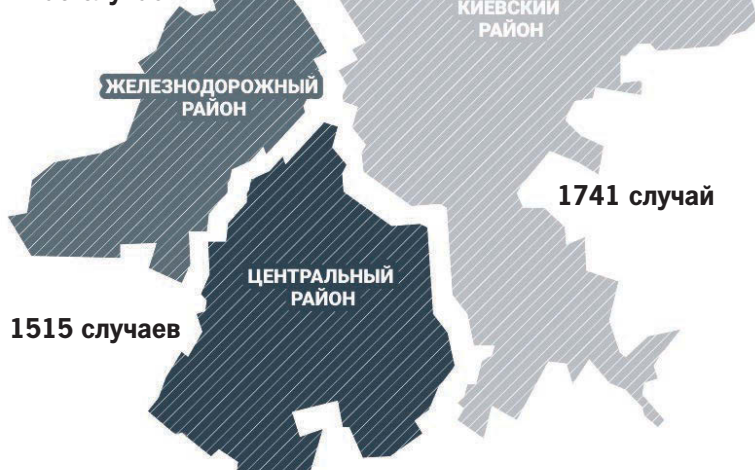 КИЕВСКИЙ
РАЙОН
ЖЕЛЕЗНОДОРОЖНЫЙ
РАЙОН
1741 случай
ЦЕНТРАЛЬНЫЙ
РАЙОН
1515 случаев